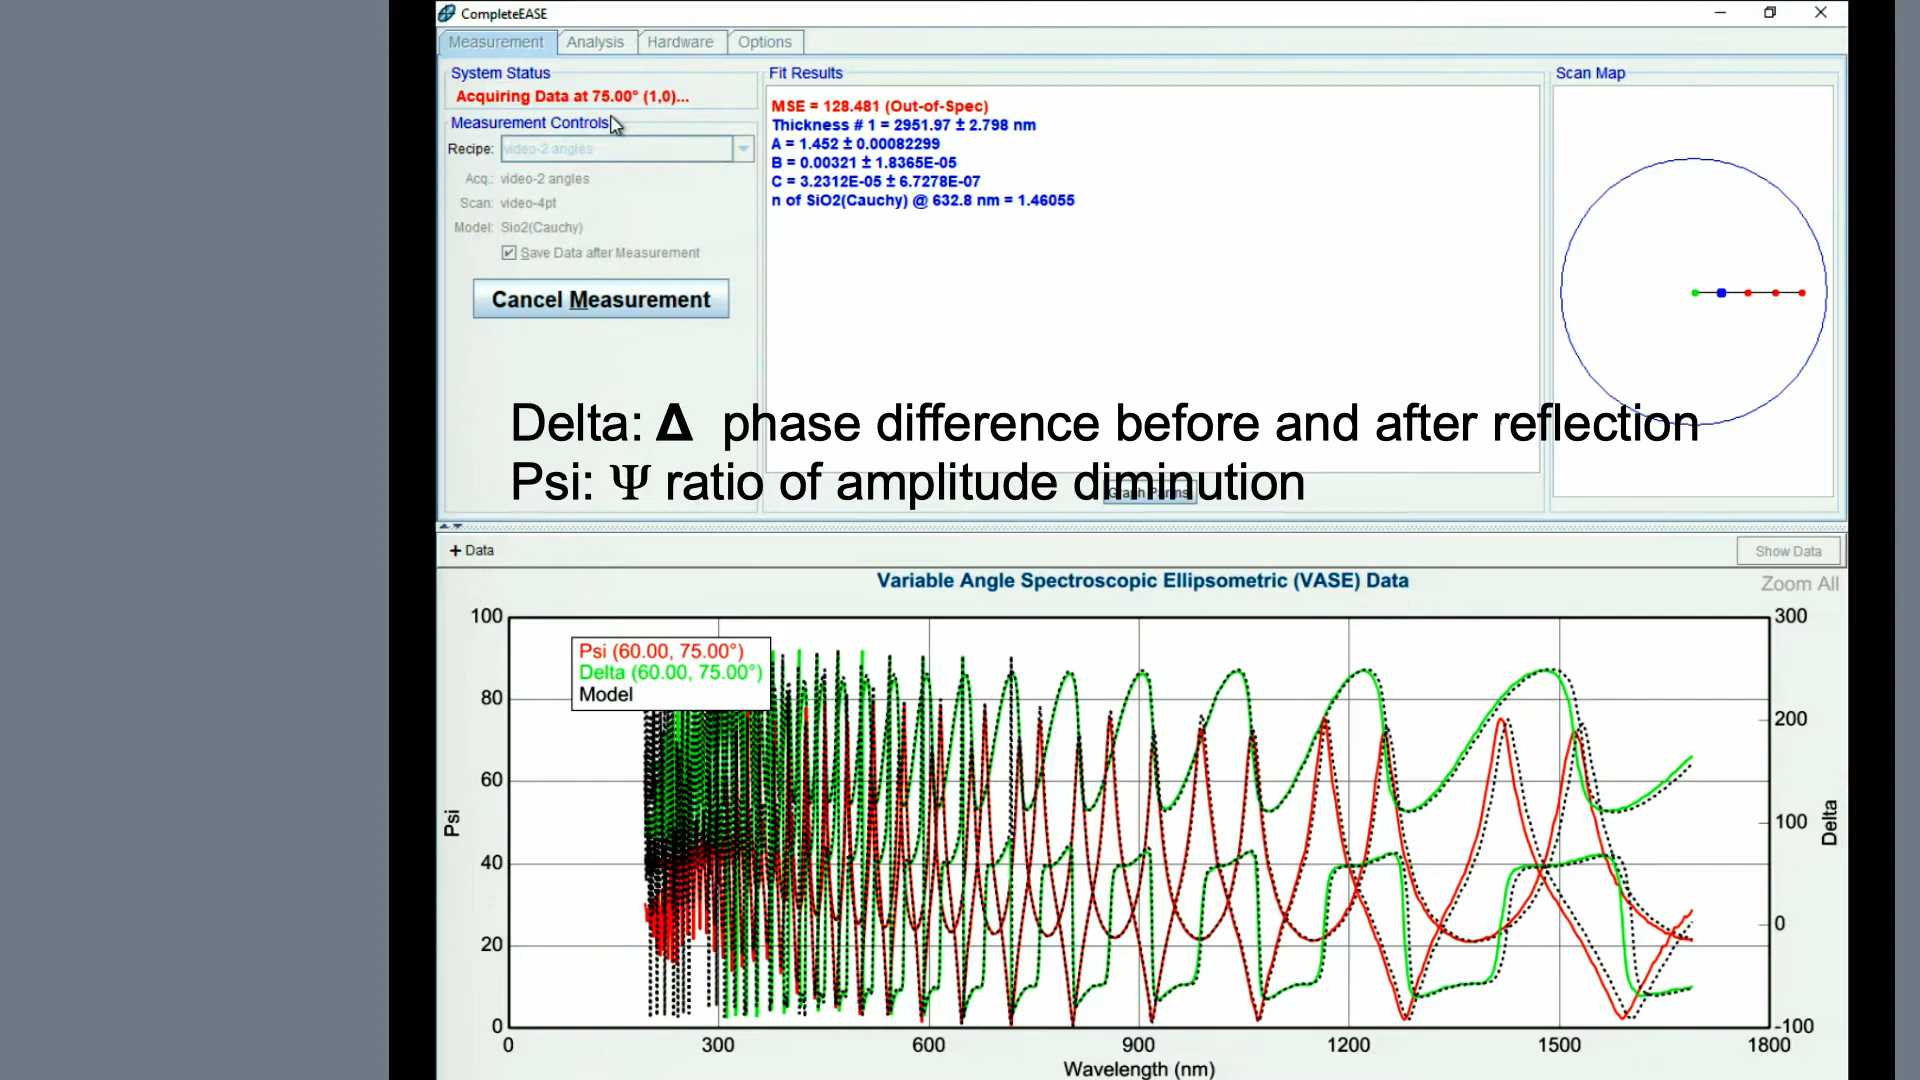 CompleteEASE
Measurement Analysis Hardware Options
System Status
Acquiring Data at 75.00° (1,0)...
Measurement Controls
Recipe: video-2 angles
Acq.: video-2 angles
Scan: video-4pt
Model: Sio2(Cauchy)
Save Data after Measurement
Cancel Measurement
Fit Results
MSE = 128.481 (Out-of-Spec)
Thickness # 1 = 2951.97 ± 2.798 nm
A = 1.452 ± 0.00082299
B = 0.00321 ± 1.8365E-05
C = 3.2312E-05 ± 6.7278E-07
n of SiO2(Cauchy) @ 632.8 nm = 1.46055
Scan Map
Delta: Δ phase difference before and after reflection
Psi: Ψ ratio of amplitude diminution
Graph Parms
+ Data
Show Data
Variable Angle Spectroscopic Ellipsometric (VASE) Data
Zoom All
Psi (60.00, 75.00°)
Delta (60.00, 75.00°)
Model
100
80
60
40
20
0
Psi
300
200
100
0
-100
Delta
0 300 600 900 1200 1500 1800
Wavelength (nm)